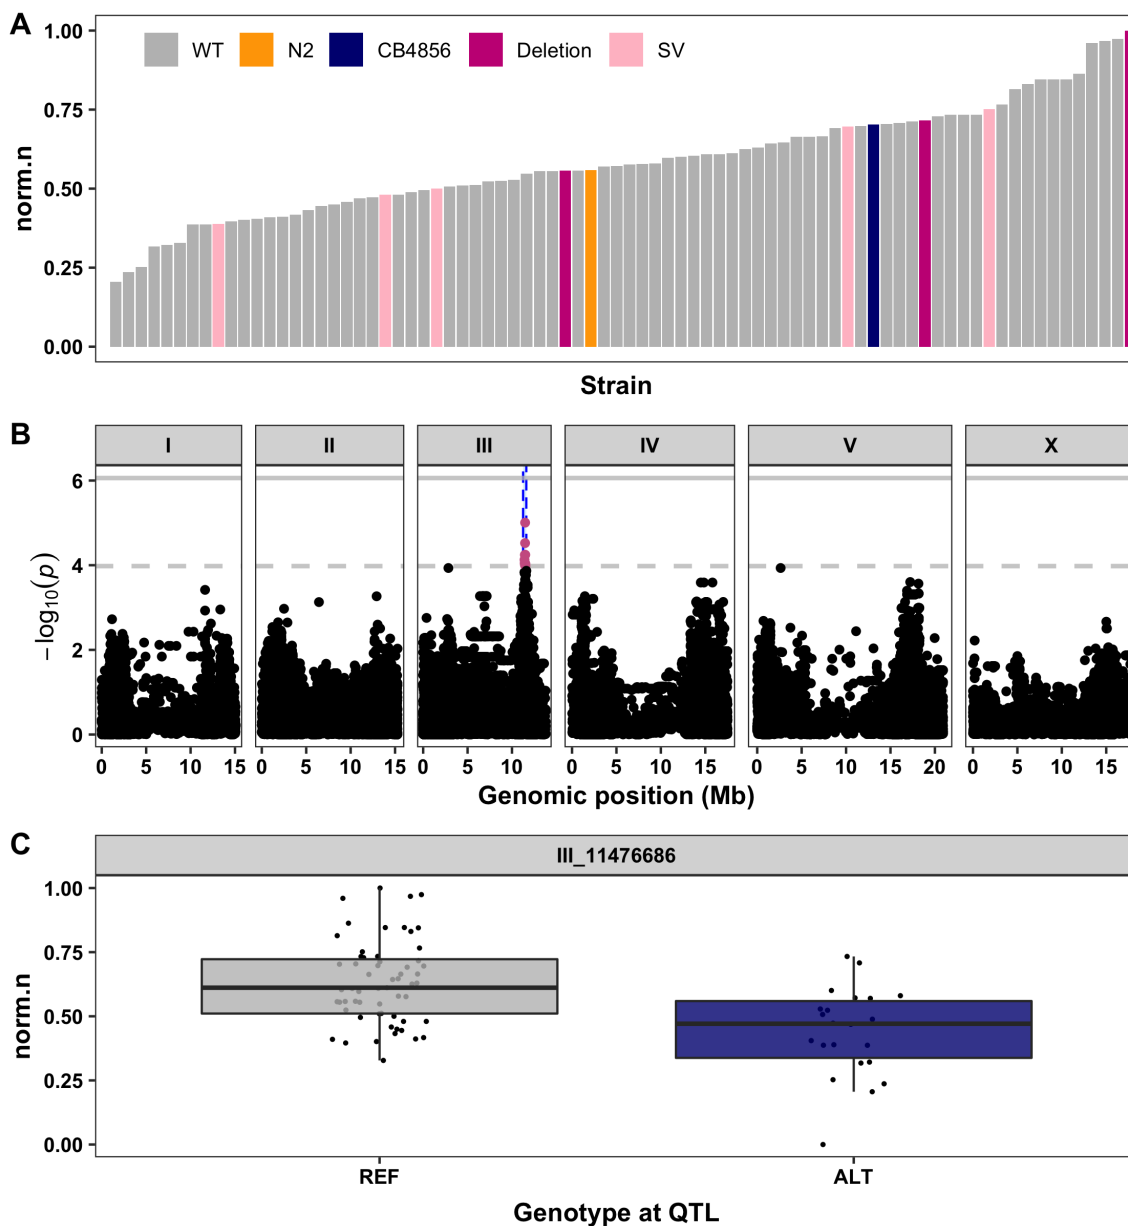 A
1.00
0.75
0.50
0.25
0.00
norm.n
WT N2 CB4856 Deletion SV
Strain
B
I II III IV V X
6
4
2
0
−log10(p)
0 5 10 15 0 5 10 15 0 5 10 0 5 10 15 0 5 10 15 20 0 5 10 15
Genomic position (Mb)
C
III_11476686
1.00
0.75
0.50
0.25
0.00
norm.n
REF ALT
Genotype at QTL